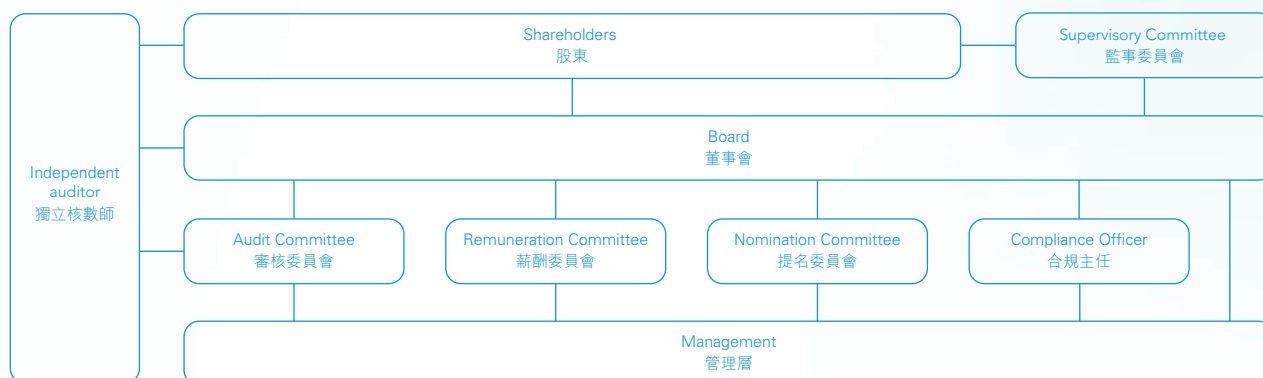 Shareholders
股東
Supervisory Committee
監事委員會
Board
董事會
Independent
auditor
獨立核數師
Audit Committee
審核委員會
Remuneration Committee
薪酬委員會
Nomination Committee
提名委員會
Compliance Officer
合規主任
Management
管理層